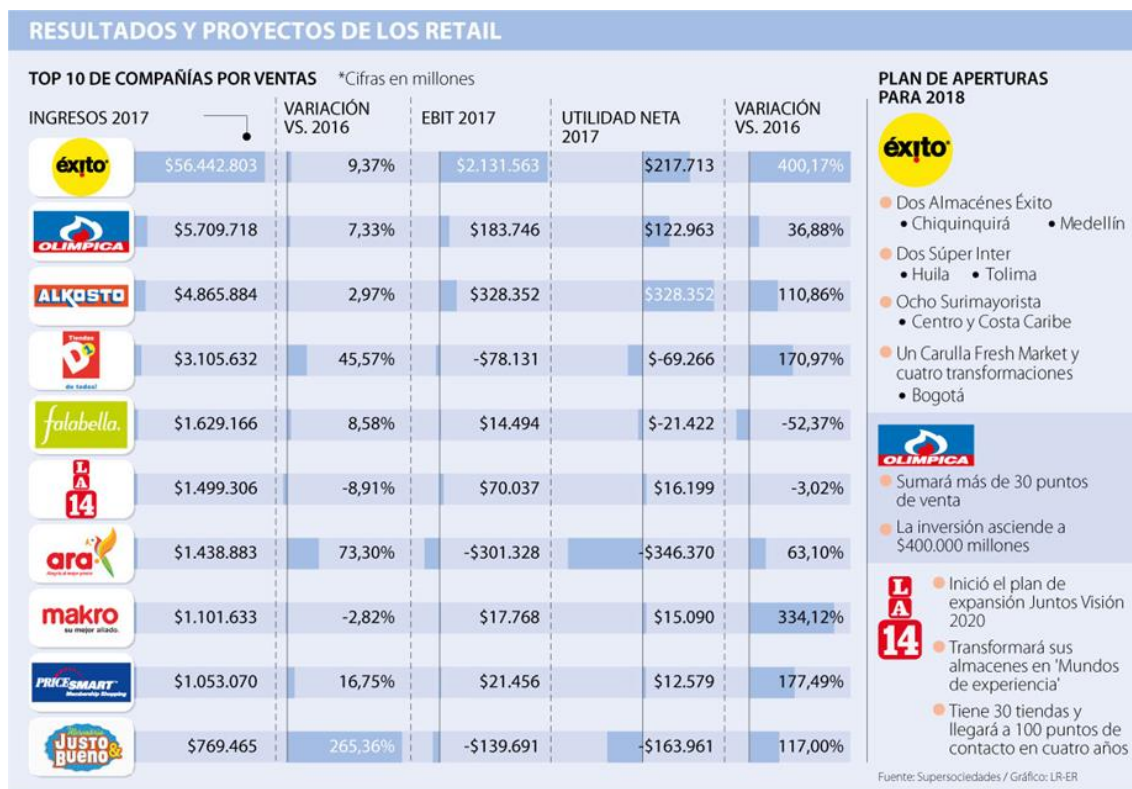 RESULTADOS Y PROYECTOS DE LOS RETAIL
TOP 10 DE COMPAÑÍAS POR VENTAS *Cifras en millones
INGRESOS 2017
VARIACIÓN
VS. 2016
EBIT 2017
UTILIDAD NETA
2017
VARIACIÓN
VS. 2016
éxito $56.442.803 9,37% $2.131.563 $217.713 400,17%
OLIMPICA $5.709.718 7,33% $183.746 $122.963 36,88%
ALKOSTO $4.865.884 2,97% $328.352 $328.352 110,86%
Tiendas
D1 $3.105.632 45,57% -$78.131 $-69.266 170,97%
de todos!
falabella. $1.629.166 8,58% $14.494 $-21.422 -52,37%
LA
14 $1.499.306 -8,91% $70.037 $16.199 -3,02%
ara $1.438.883 73,30% -$301.328 -$346.370 63,10%
makro $1.101.633 -2,82% $17.768 $15.090 334,12%
su mejor aliado.
PRICESMART $1.053.070 16,75% $21.456 $12.579 177,49%
Membership Shopping
JUSTO &
BUENO $769.465 265,36% -$139.691 -$163.961 117,00%
PLAN DE APERTURAS
PARA 2018
éxito
Dos Almacénes Éxito
• Chiquinquirá • Medellín
Dos Súper Inter
• Huila • Tolima
Ocho Surimayorista
• Centro y Costa Caribe
Un Carulla Fresh Market y
cuatro transformaciones
• Bogotá
OLIMPICA
Sumará más de 30 puntos
de venta
La inversión asciende a
$400.000 millones
LA
14
Inició el plan de
expansión Juntos Visión
2020
Transformará sus
almacenes en 'Mundos
de experiencia'
Tiene 30 tiendas y
llegará a 100 puntos de
contacto en cuatro años
Fuente: Supersociedades / Gráfico: LR-ER